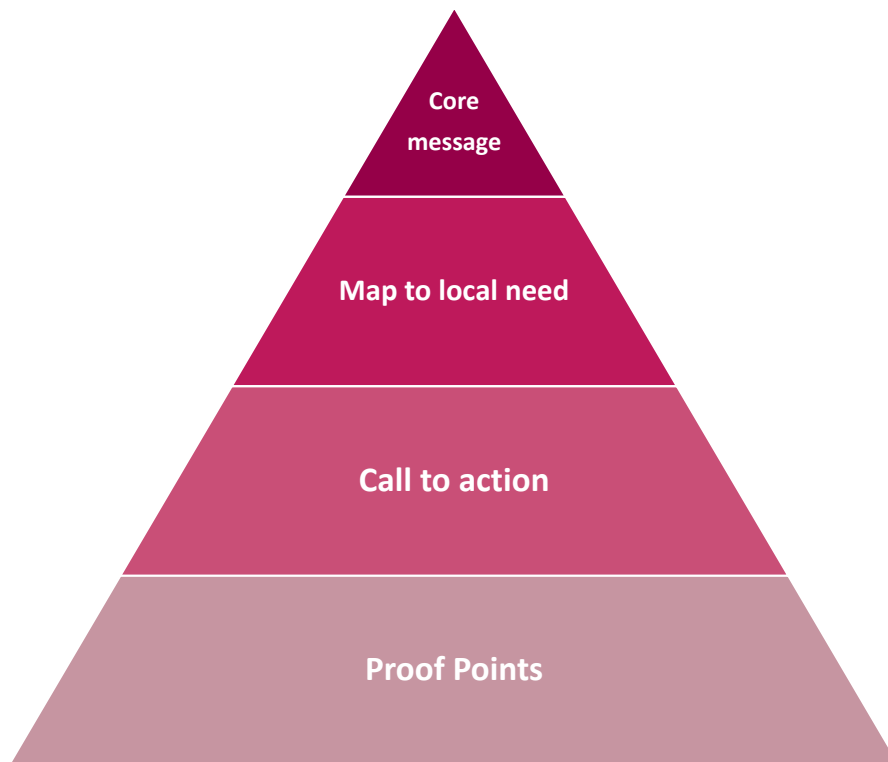 Core
message
Map to local need
Call to action
Proof Points